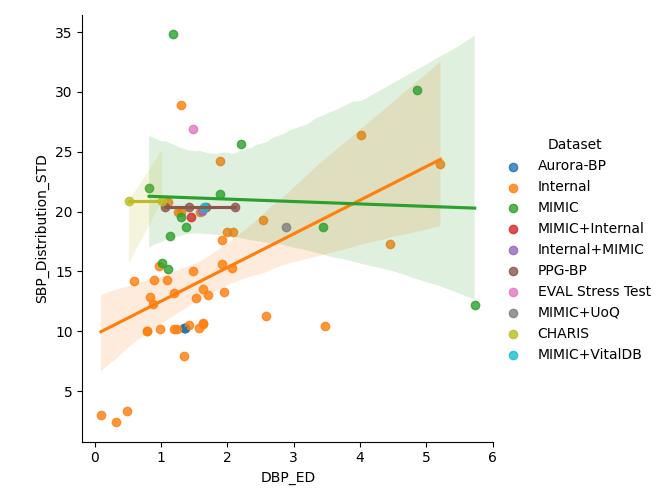 35
30
25
20
15
10
5
SBP_Distribution_STD
0 1 2 3 4 5 6
DBP_ED
Dataset
Aurora-BP
Internal
MIMIC
MIMIC+Internal
Internal+MIMIC
PPG-BP
EVAL Stress Test
MIMIC+UoQ
CHARIS
MIMIC+VitalDB